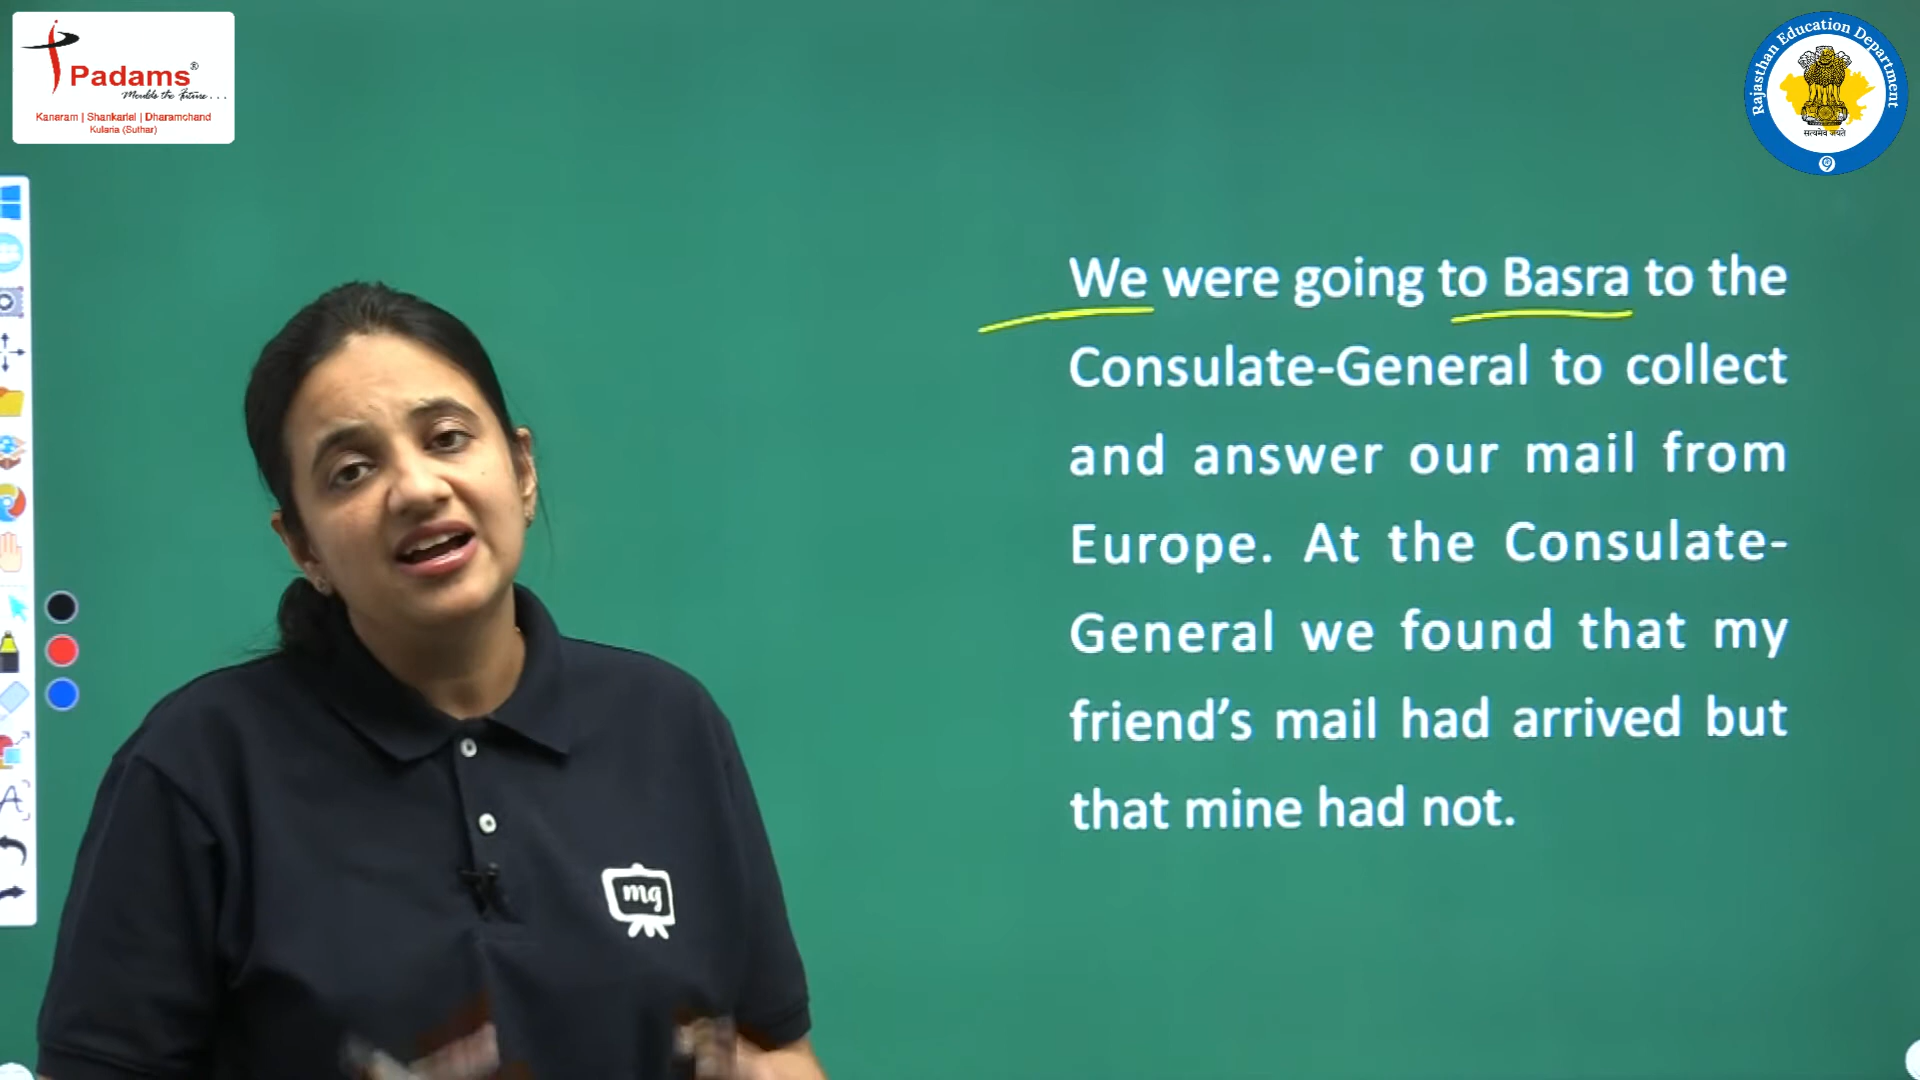 Padams®
Moulds the Future...
Kanaram | Shankarlal | Dharamchand
Kularia (Suthar)
Rajasthan Education Department
सत्यमेव जयते
We were going to Basra to the
Consulate-General to collect
and answer our mail from
Europe. At the Consulate-
General we found that my
friend's mail had arrived but
that mine had not.
mg
A